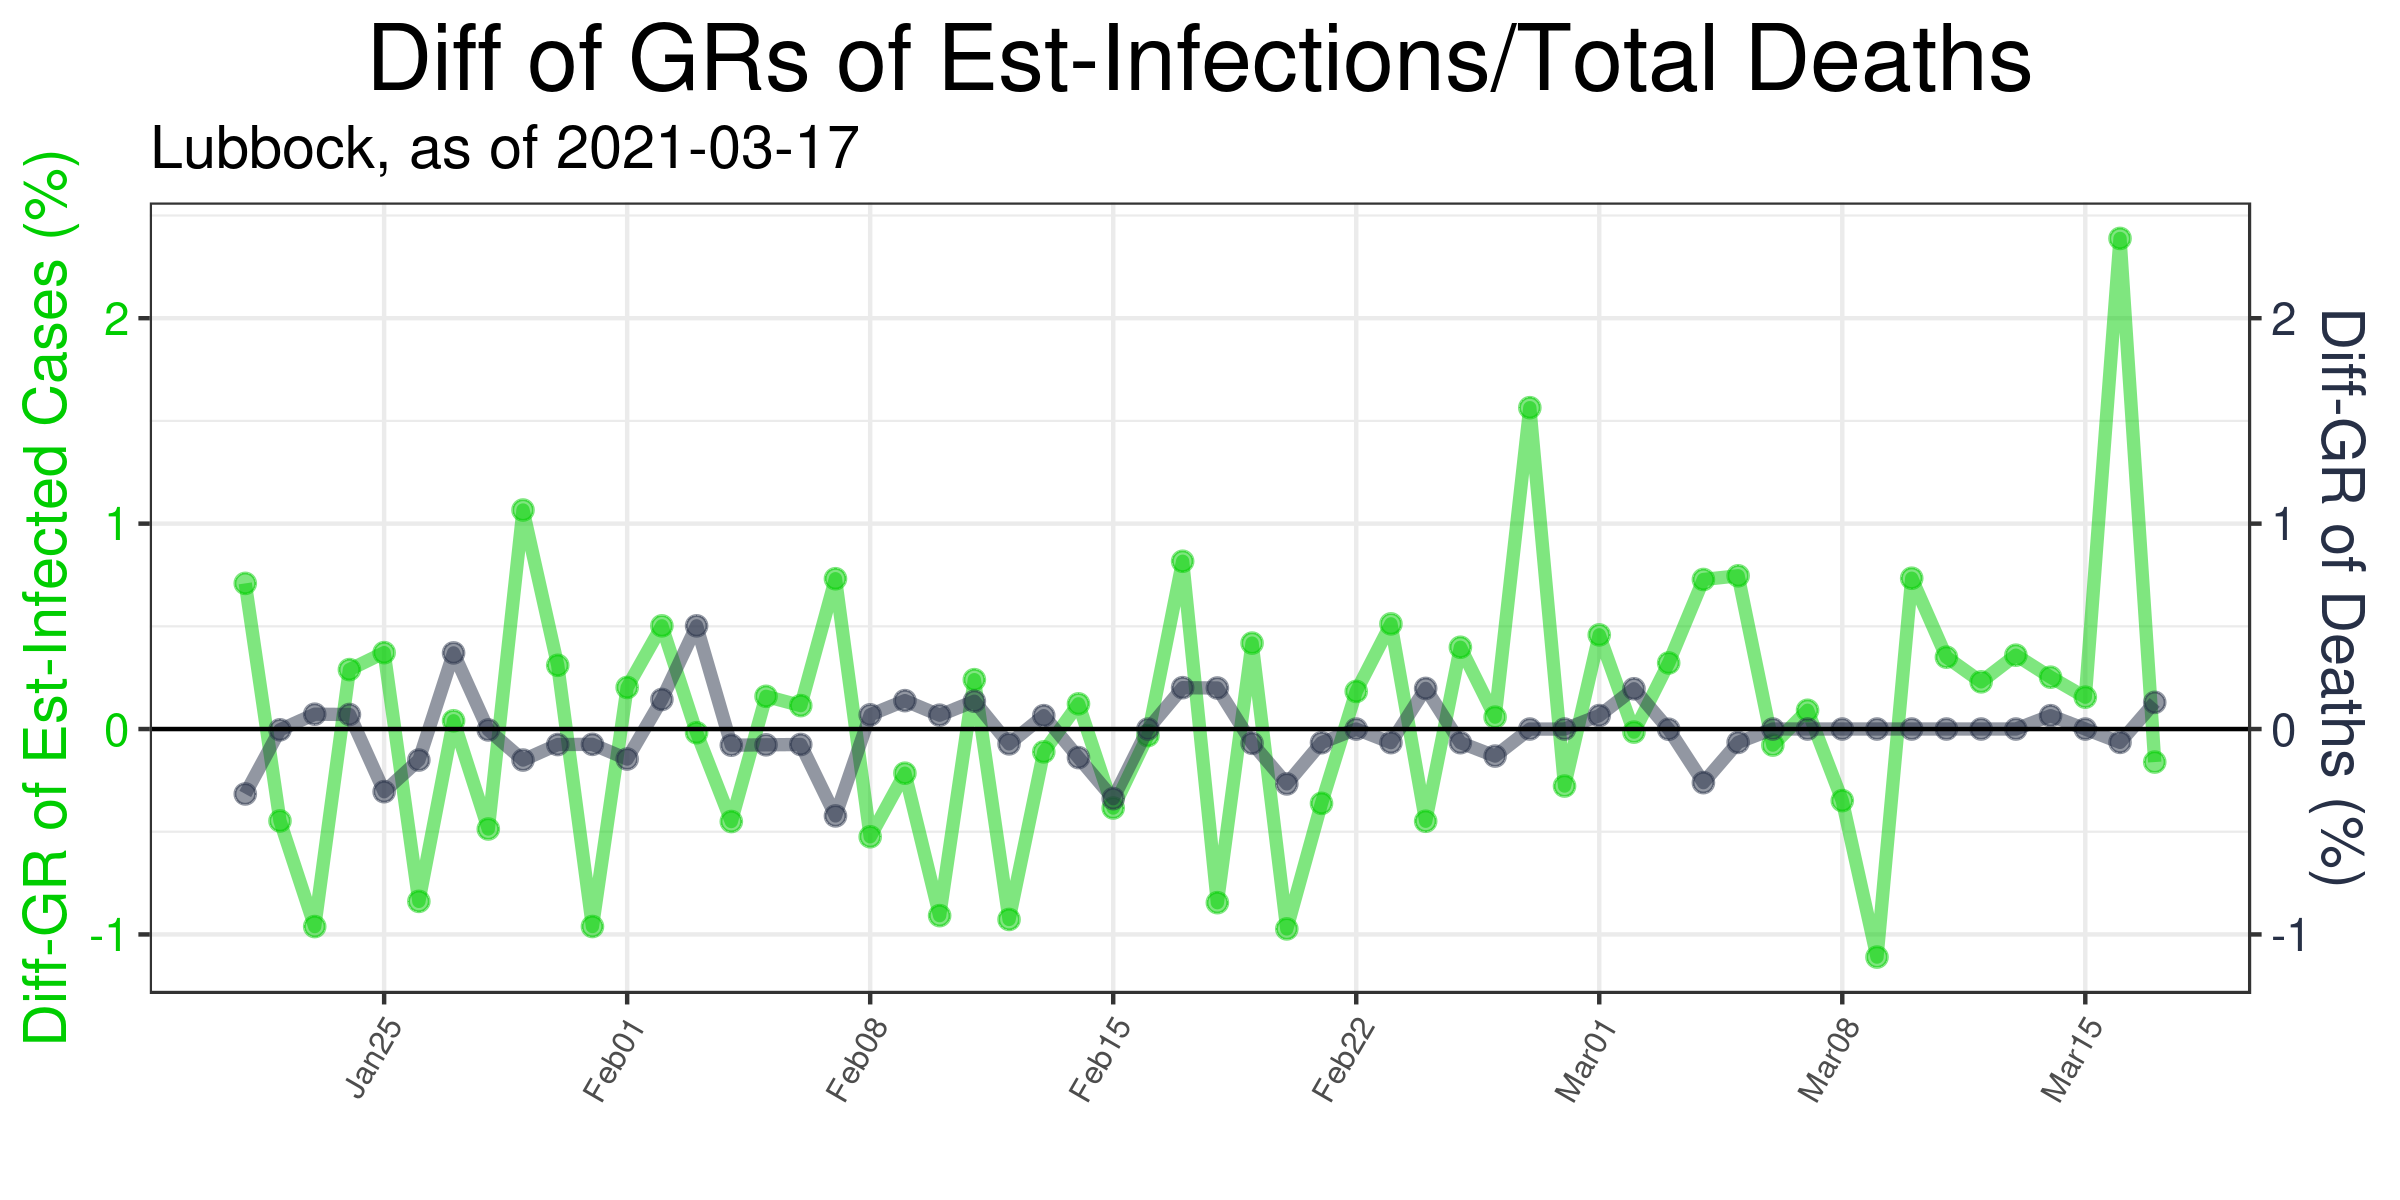 Diff of GRs of Est-Infections/Total Deaths
Lubbock, as of 2021-03-17
Diff-GR of Est-Infected Cases (%)
2
1
0
-1
2
1
0
-1
Diff-GR of Deaths (%)
Jan25
Feb01
Feb08
Feb15
Feb22
Mar01
Mar08
Mar15